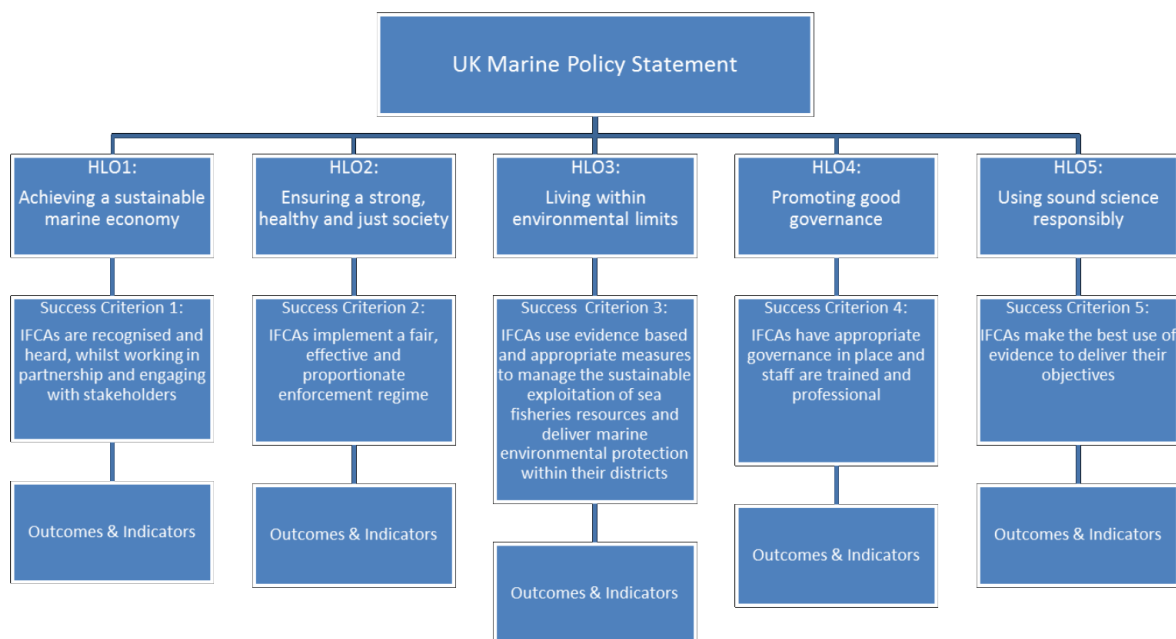 UK Marine Policy Statement
HLO1:
Achieving a sustainable
marine economy
HLO2:
Ensuring a strong,
healthy and just society
HLO3:
Living within
environmental limits
HLO4:
Promoting good
governance
HLO5:
Using sound science
responsibly
Success Criterion 1:
IFCAs are recognised and
heard, whilst working in
partnership and engaging
with stakeholders
Success Criterion 2:
IFCAs implement a fair,
effective and
proportionate
enforcement regime
Success Criterion 3:
IFCAs use evidence based
and appropriate measures
to manage the sustainable
exploitation of sea
fisheries resources and
deliver marine
environmental protection
within their districts
Success Criterion 4:
IFCAs have appropriate
governance in place and
staff are trained and
professional
Success Criterion 5:
IFCAs make the best use of
evidence to deliver their
objectives
Outcomes & Indicators
Outcomes & Indicators
Outcomes & Indicators
Outcomes & Indicators
Outcomes & Indicators